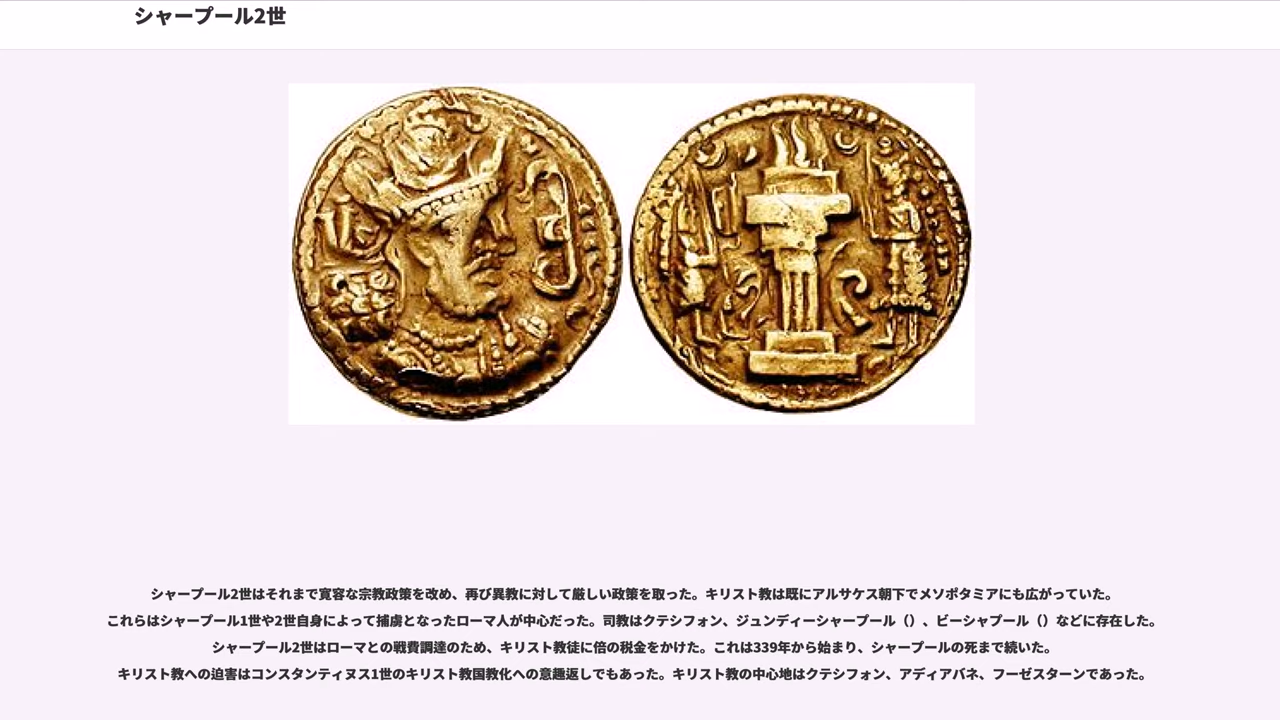 シャープール2世
シャープール2世はそれまで寛容な宗教政策を改め、再び異教に対して厳しい政策を取った。キリスト教は既にアルサケス朝下でメソポタミアにも広がっていた。
これらはシャープール1世や2世自身によって捕虜となったローマ人が中心だった。司教はクテシフォン、ジュンディーシャープール（）、ビーシャプール（）などに存在した。
シャープール2世はローマとの戦費調達のため、キリスト教徒に倍の税金をかけた。これは339年から始まり、シャープールの死まで続いた。
キリスト教への迫害はコンスタンティヌス1世のキリスト教国教化への意趣返しでもあった。キリスト教の中心地はクテシフォン、アディアバネ、フーゼスターンであった。